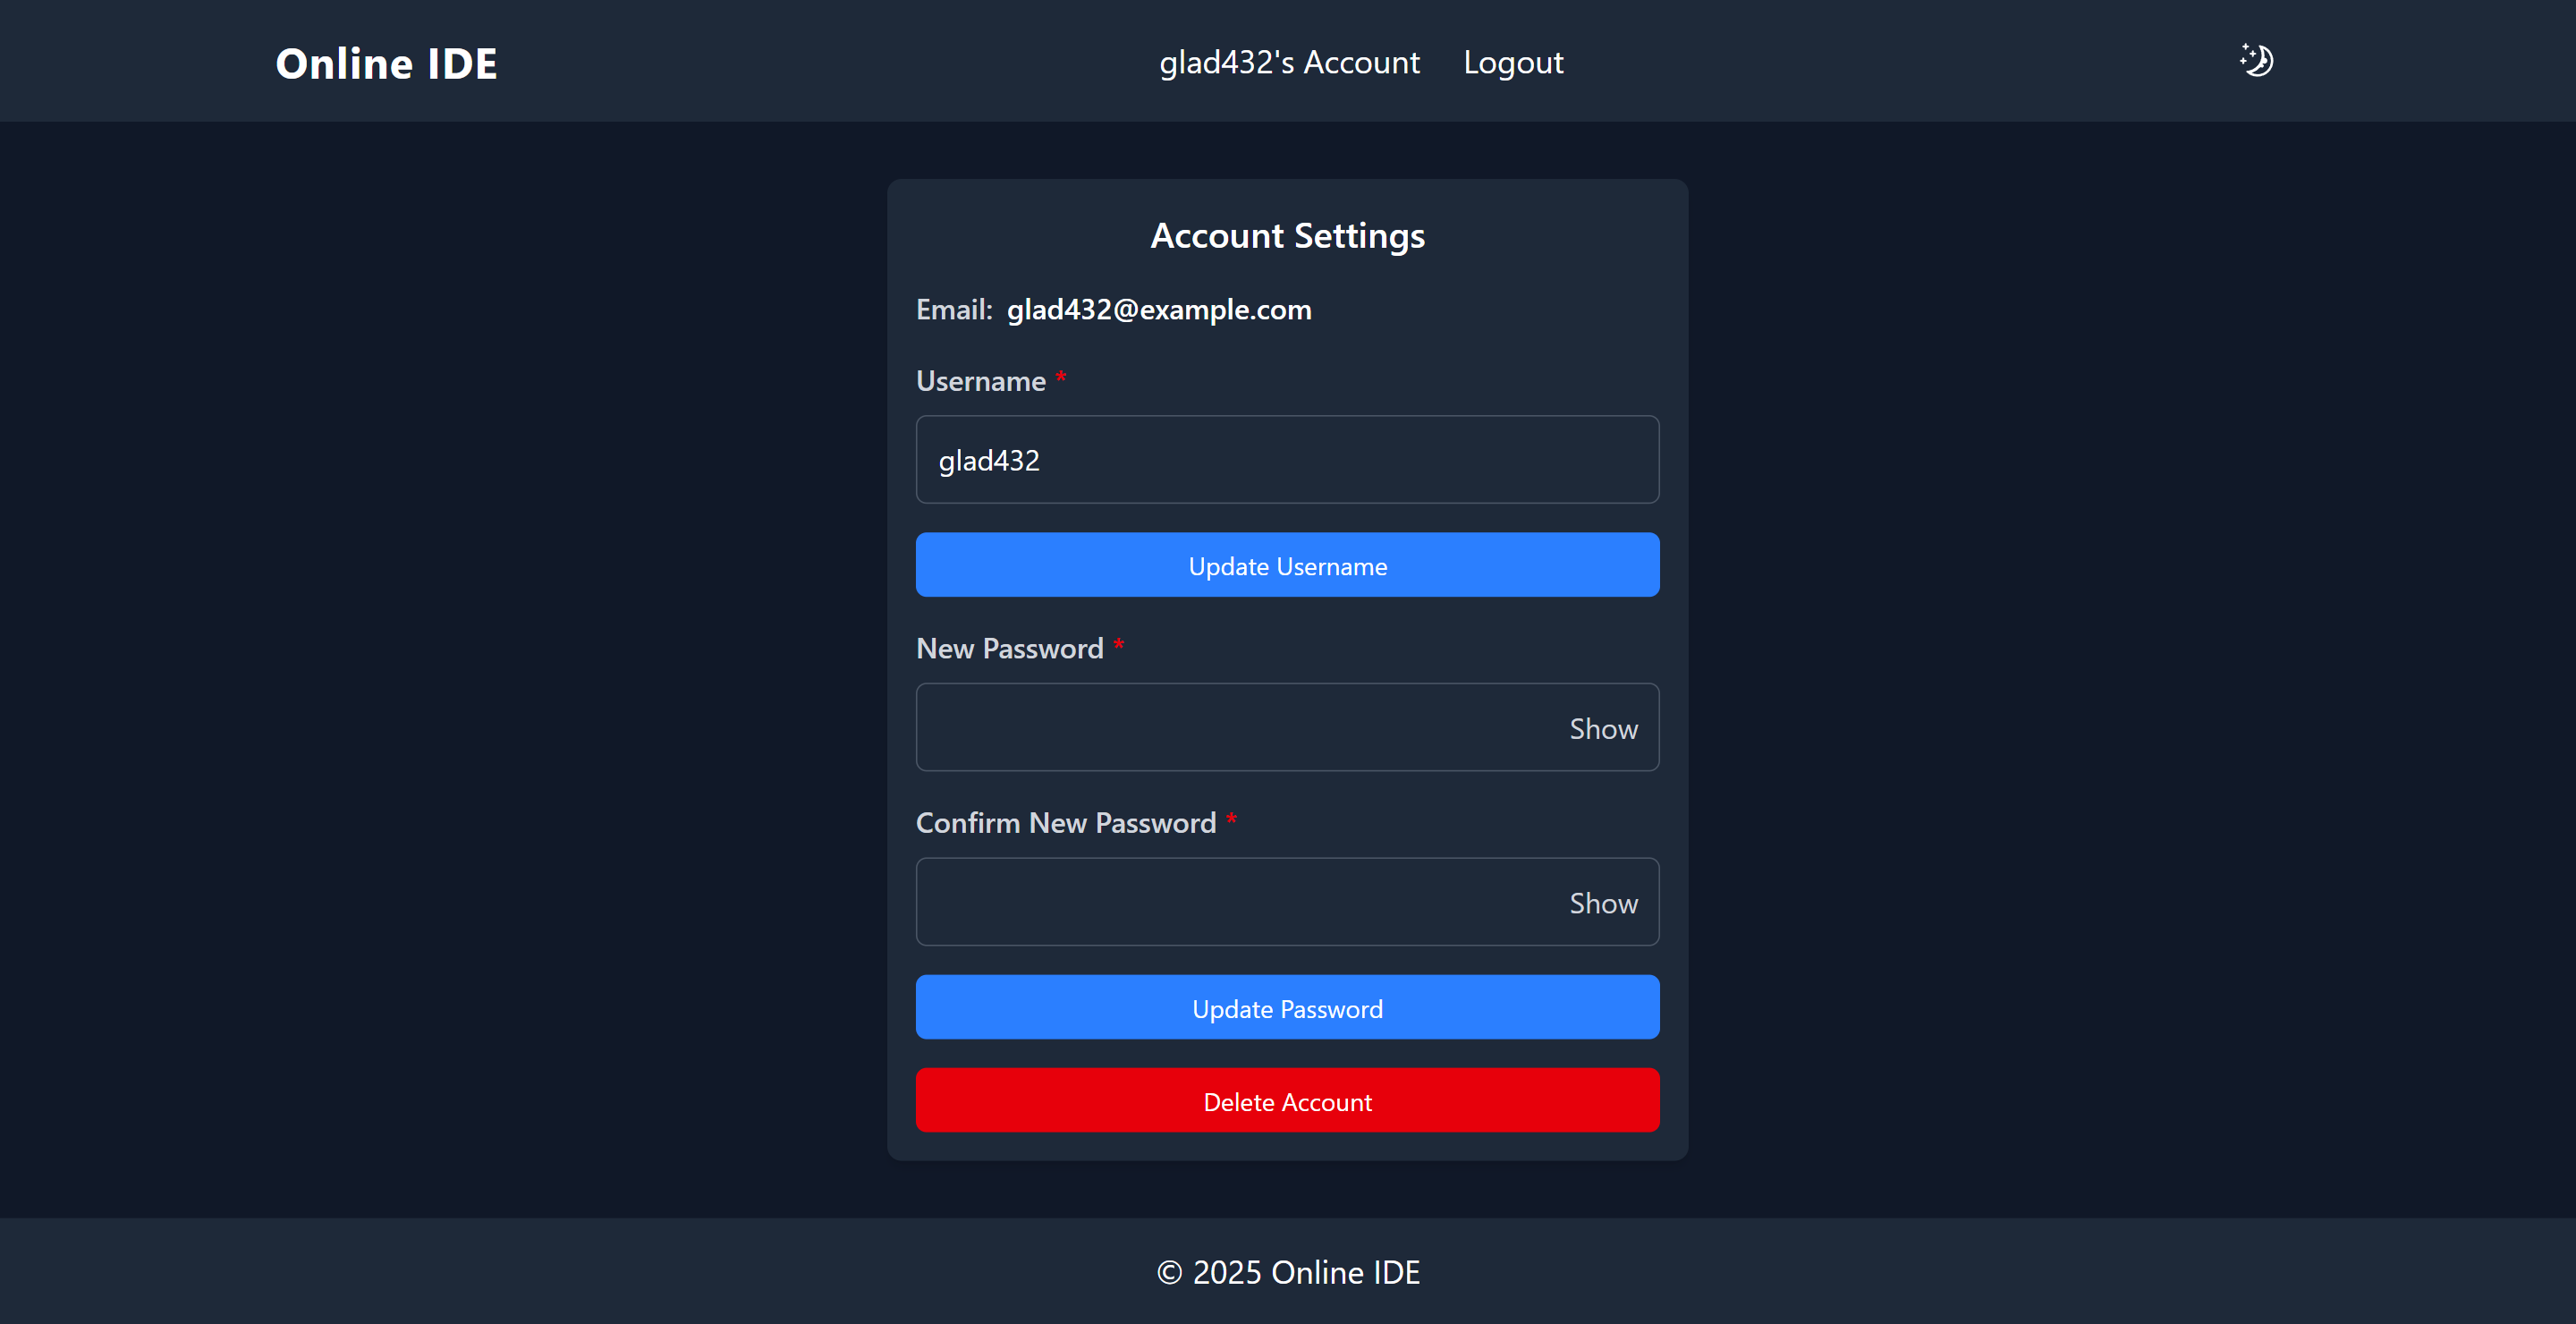 Online IDE
glad432's Account Logout
Account Settings
Email: glad432@example.com
Username *
glad432
Update Username
New Password *
Show
Confirm New Password *
Show
Update Password
Delete Account
© 2025 Online IDE